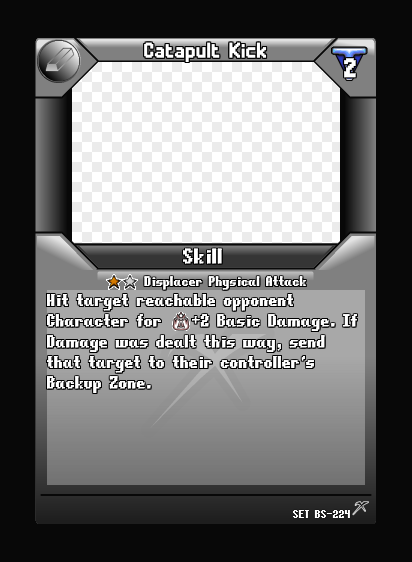 Catapult Kick
2
Skill
Displacer Physical Attack
Hit target reachable opponent
Character for +2 Basic Damage. If
Damage was dealt this way, send
that target to their controller's
Backup Zone.
SET BS-224